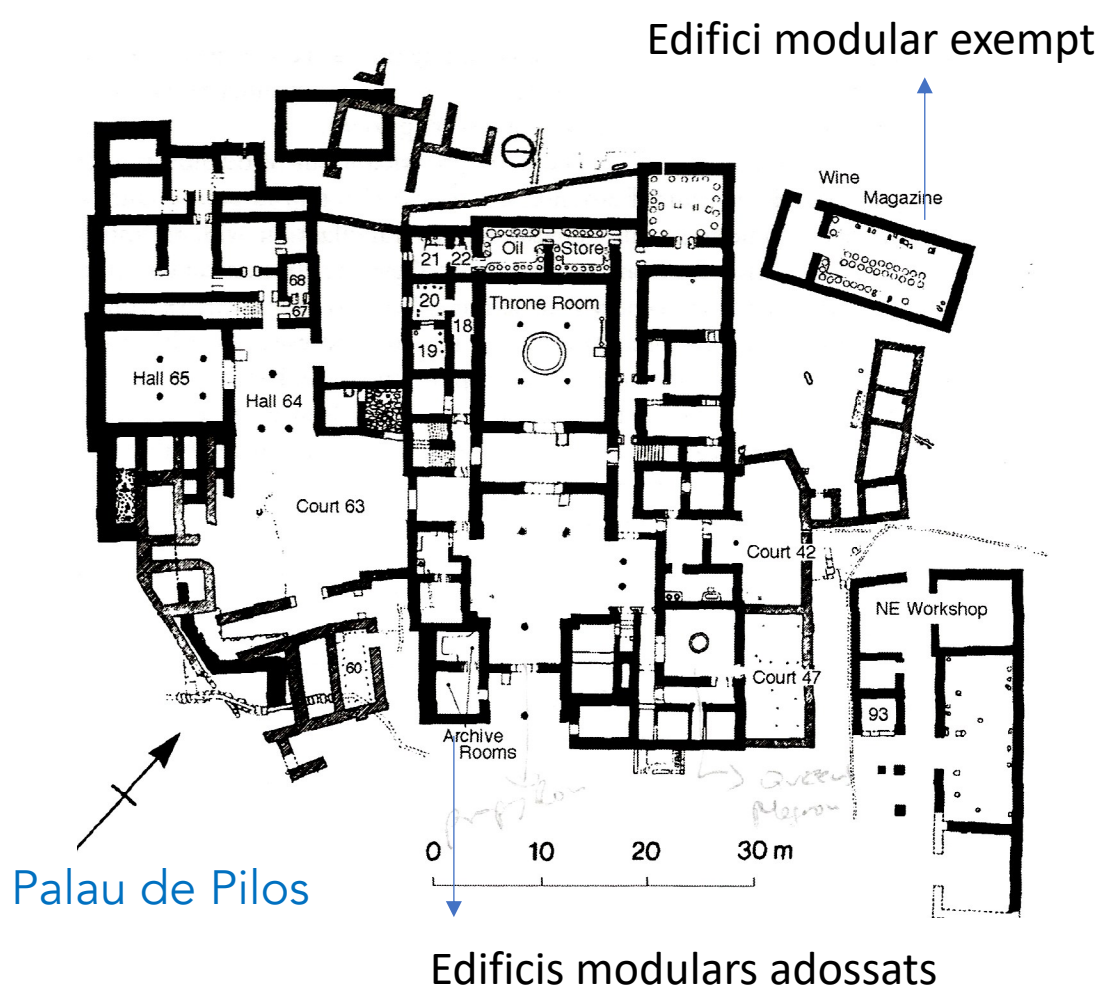 Edifici modular exempt
Wine
Magazine
21
22
Oil
Store
68
67
20
18
19
Throne Room
Hall 65
Hall 64
Court 63
Court 42
NE Workshop
60
Court 47
93
Archive
Rooms
Queen
Megaron
0 10 20 30 m
Palau de Pilos
Edificis modulars adossats